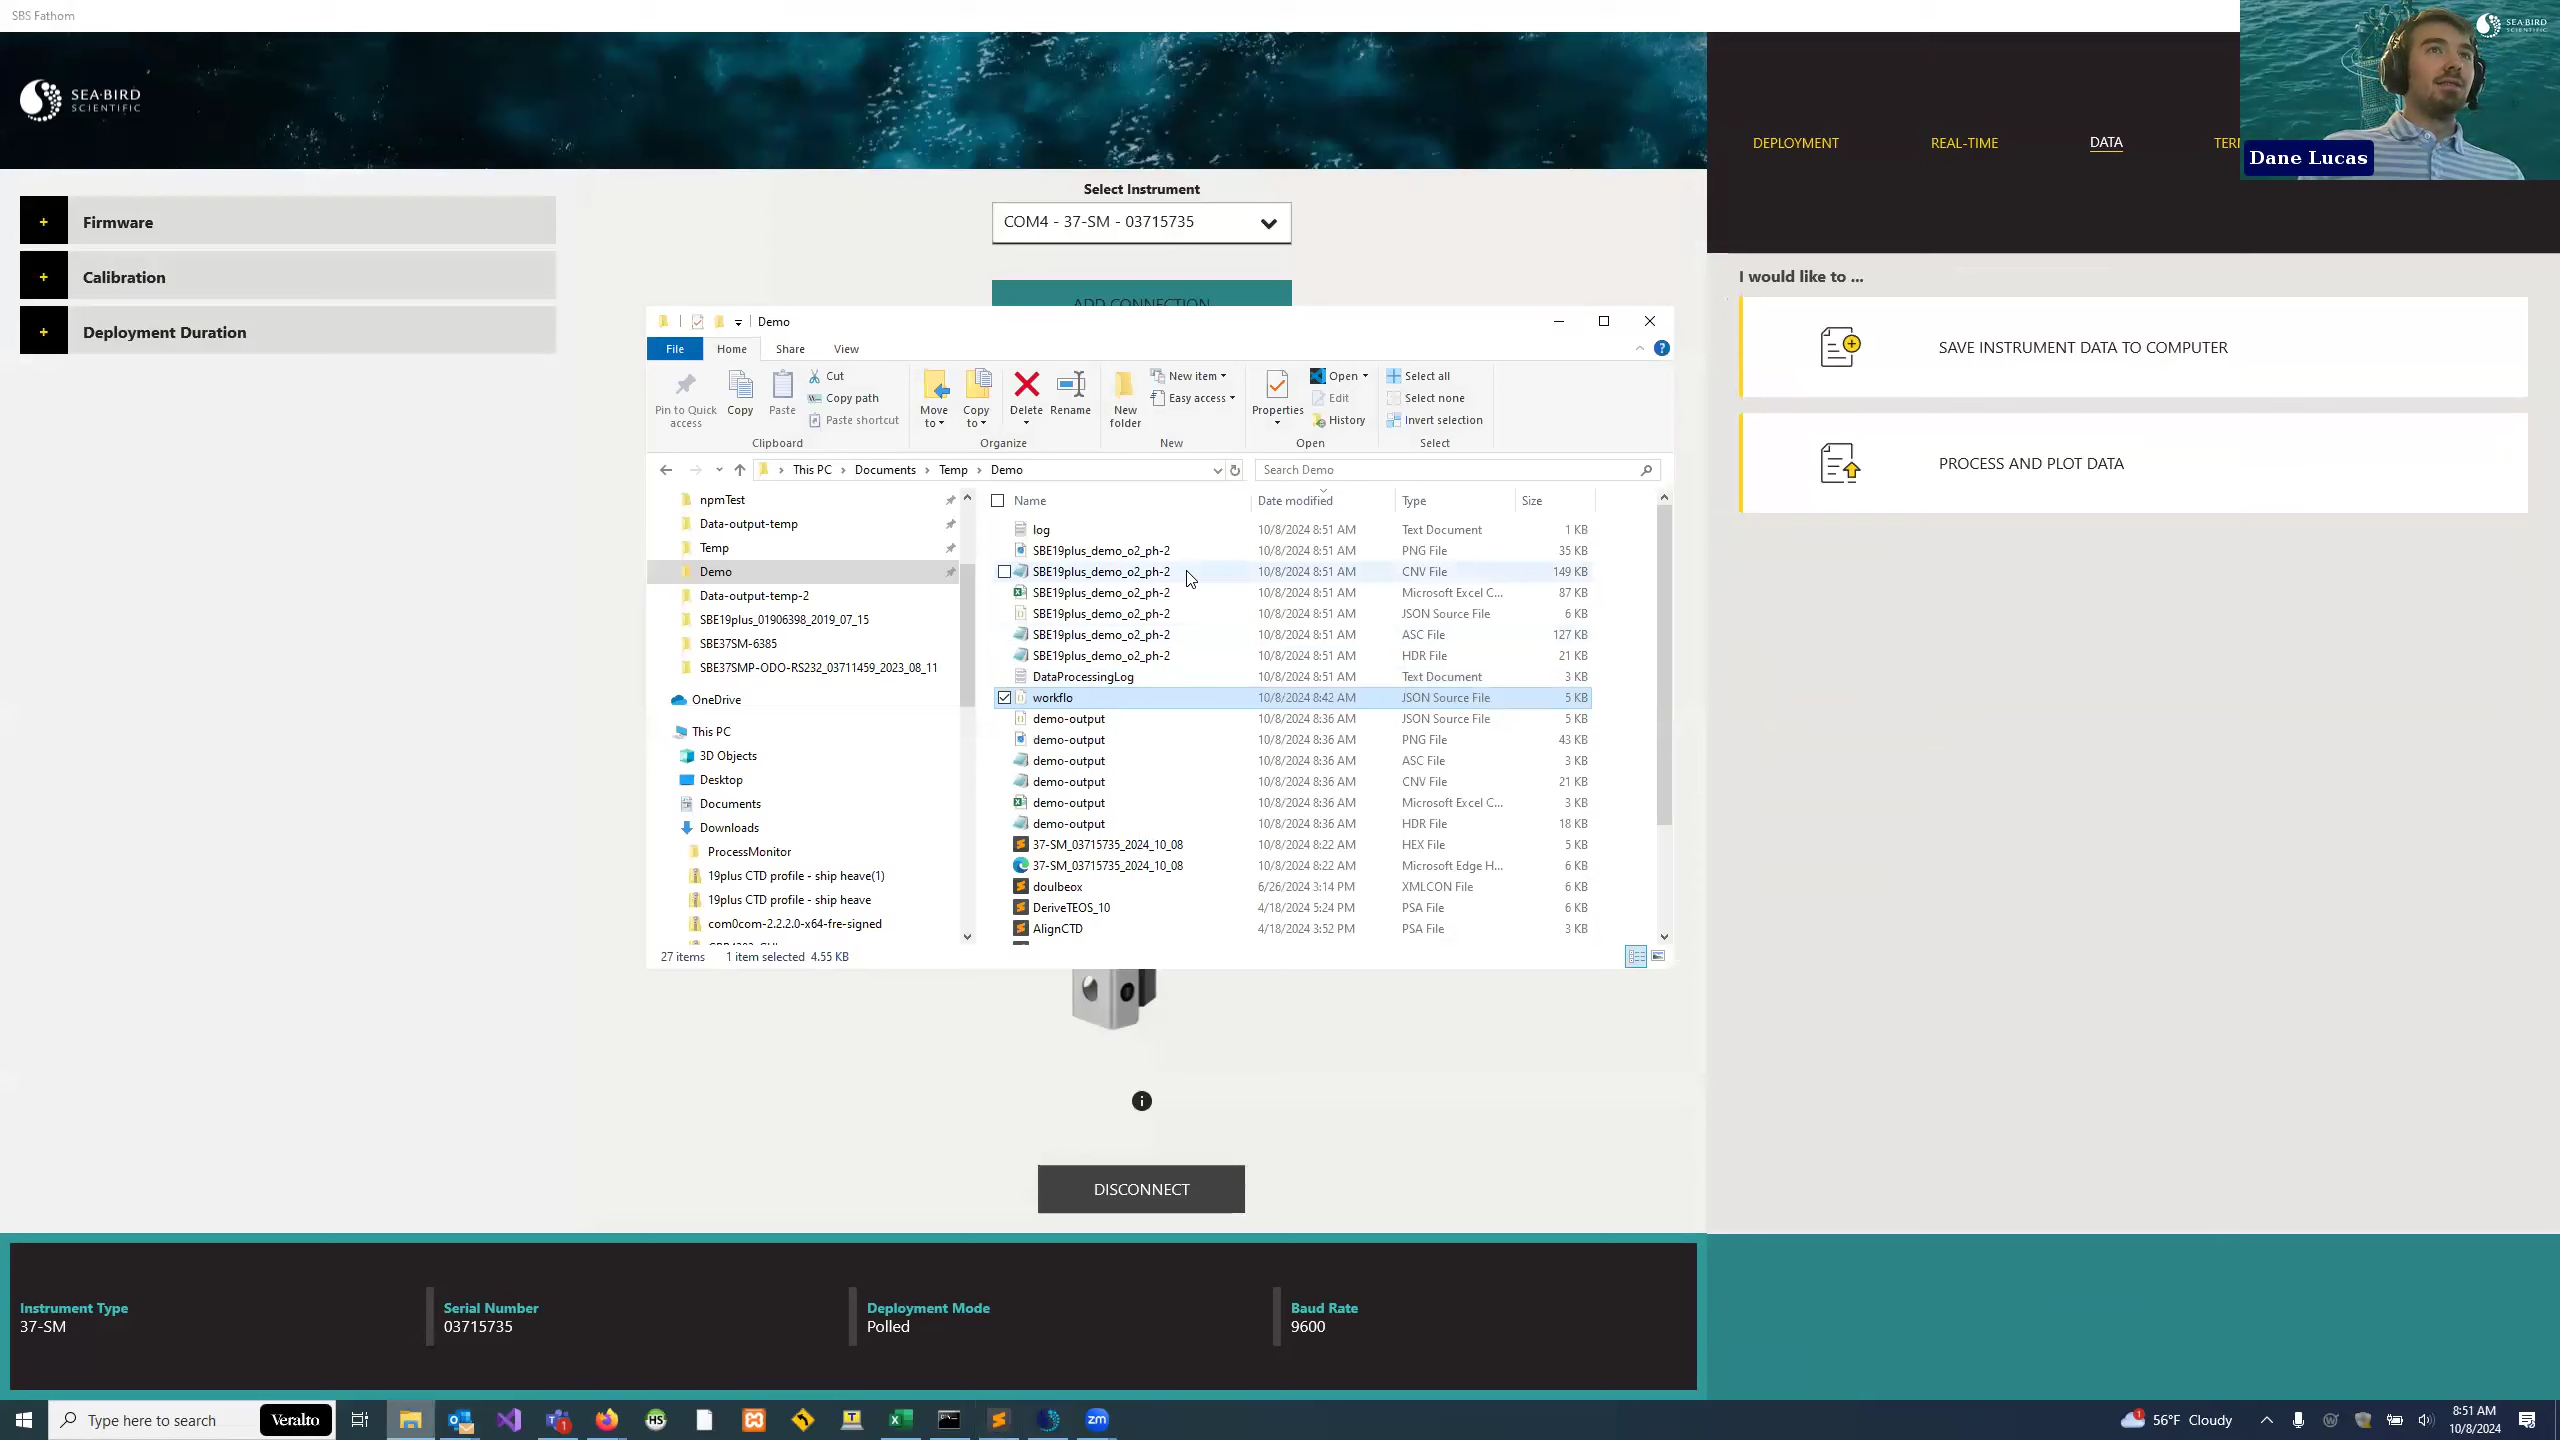 SBS Fathom
SEA·BIRD
SCIENTIFIC
DEPLOYMENT
REAL-TIME
DATA
TERI
SEA·BIRD
SCIENTIFIC
Dane Lucas
+ Firmware
+ Calibration
+ Deployment Duration
Select Instrument
COM4 - 37-SM - 03715735
ADD CONNECTION
I would like to ...
SAVE INSTRUMENT DATA TO COMPUTER
PROCESS AND PLOT DATA
Demo
File Home Share View
Pin to Quick access
Copy
Paste
Cut
Copy path
Paste shortcut
Clipboard
Move to
Copy to
Delete
Rename
Organize
New folder
New item
Easy access
New
Properties
Open
Edit
History
Open
Select all
Select none
Invert selection
Select
This PC › Documents › Temp › Demo
Search Demo
npmTest
Data-output-temp
Temp
Demo
Data-output-temp-2
SBE19plus_01906398_2019_07_15
SBE37SM-6385
SBE37SMP-ODO-RS232_03711459_2023_08_11
OneDrive
This PC
3D Objects
Desktop
Documents
Downloads
ProcessMonitor
19plus CTD profile - ship heave(1)
19plus CTD profile - ship heave
com0com-2.2.2.0-x64-fre-signed
Name Date modified Type Size
log 10/8/2024 8:51 AM Text Document 1 KB
SBE19plus_demo_o2_ph-2 10/8/2024 8:51 AM PNG File 35 KB
SBE19plus_demo_o2_ph-2 10/8/2024 8:51 AM CNV File 149 KB
SBE19plus_demo_o2_ph-2 10/8/2024 8:51 AM Microsoft Excel C... 87 KB
SBE19plus_demo_o2_ph-2 10/8/2024 8:51 AM JSON Source File 6 KB
SBE19plus_demo_o2_ph-2 10/8/2024 8:51 AM ASC File 127 KB
SBE19plus_demo_o2_ph-2 10/8/2024 8:51 AM HDR File 21 KB
DataProcessingLog 10/8/2024 8:51 AM Text Document 3 KB
workflo 10/8/2024 8:42 AM JSON Source File 5 KB
demo-output 10/8/2024 8:36 AM JSON Source File 5 KB
demo-output 10/8/2024 8:36 AM PNG File 43 KB
demo-output 10/8/2024 8:36 AM ASC File 3 KB
demo-output 10/8/2024 8:36 AM CNV File 21 KB
demo-output 10/8/2024 8:36 AM Microsoft Excel C... 3 KB
demo-output 10/8/2024 8:36 AM HDR File 18 KB
37-SM_03715735_2024_10_08 10/8/2024 8:22 AM HEX File 5 KB
37-SM_03715735_2024_10_08 10/8/2024 8:22 AM Microsoft Edge H... 6 KB
doulbeox 6/26/2024 3:14 PM XMLCON File 6 KB
DeriveTEOS_10 4/18/2024 5:24 PM PSA File 6 KB
AlignCTD 4/18/2024 3:52 PM PSA File 3 KB
27 items 1 item selected 4.55 KB
DISCONNECT
Instrument Type
37-SM
Serial Number
03715735
Deployment Mode
Polled
Baud Rate
9600
Type here to search
Veralto
56°F Cloudy
8:51 AM
10/8/2024